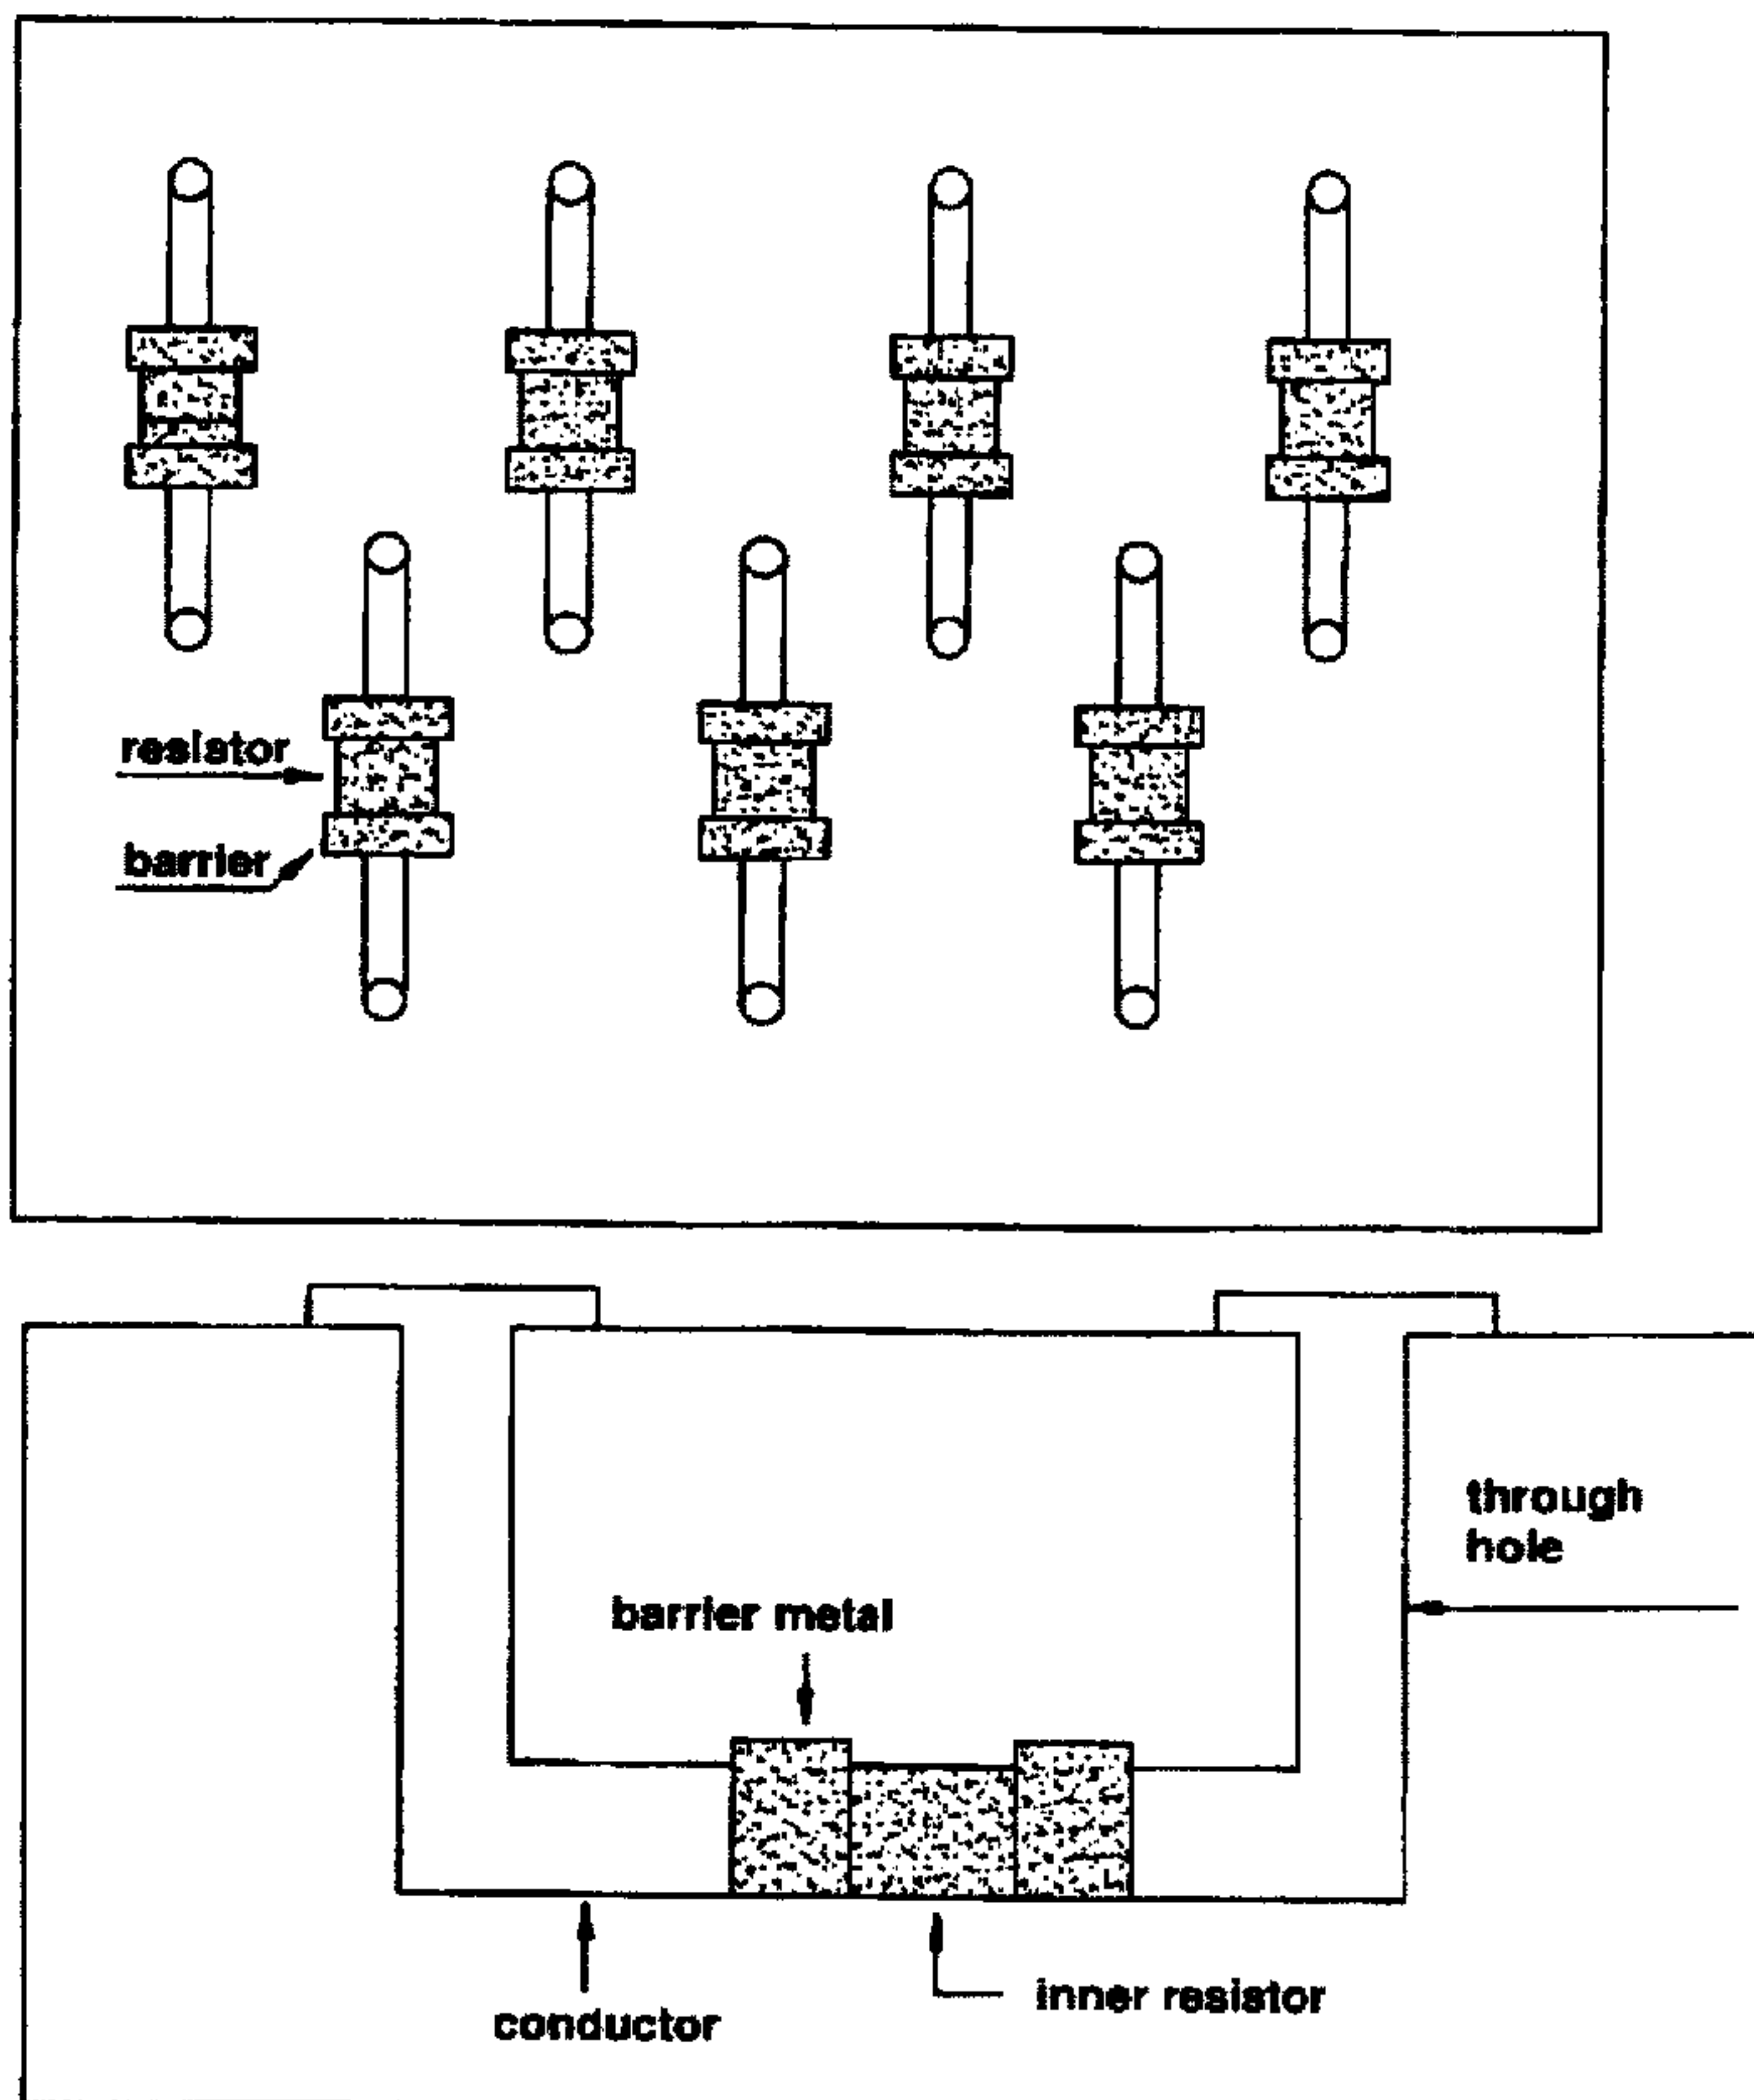 resistor
barrier
through
hole
barrier metal
inner resistor
conductor